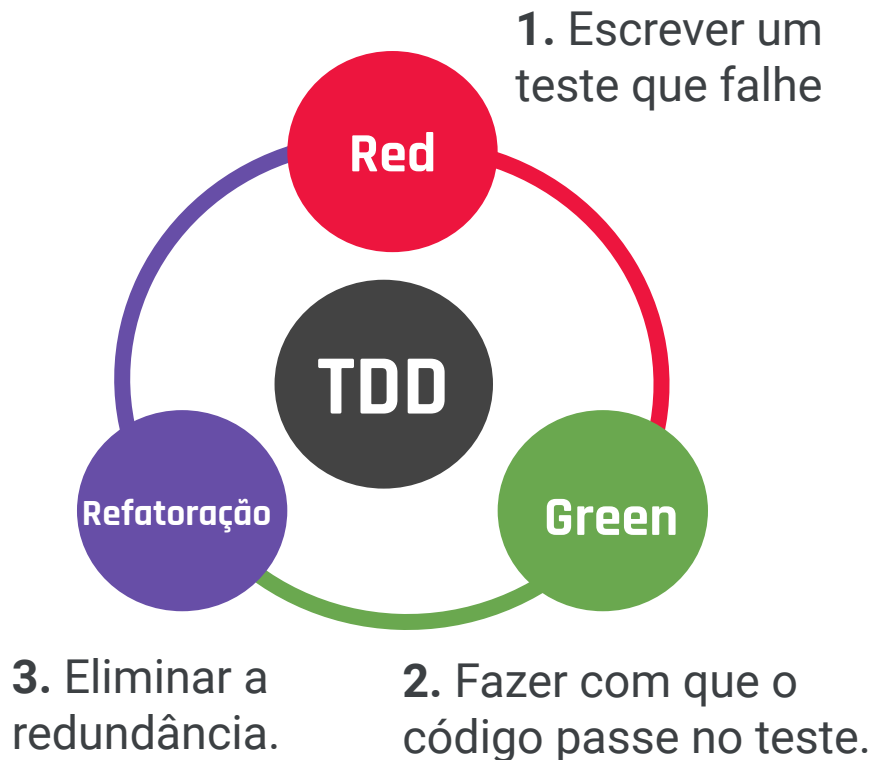 1. Escrever um
teste que falhe
Red
TDD
Refatoração
Green
3. Eliminar a
redundância.
2. Fazer com que o
código passe no teste.